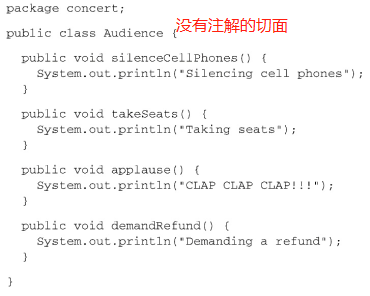 package concert;
public class Audience { 没有注解的切面
public void silenceCellPhones() {
System.out.println("Silencing cell phones");
}
public void takeSeats() {
System.out.println("Taking seats");
}
public void applause() {
System.out.println("CLAP CLAP CLAP!!!");
}
public void demandRefund() {
System.out.println("Demanding a refund");
}
}